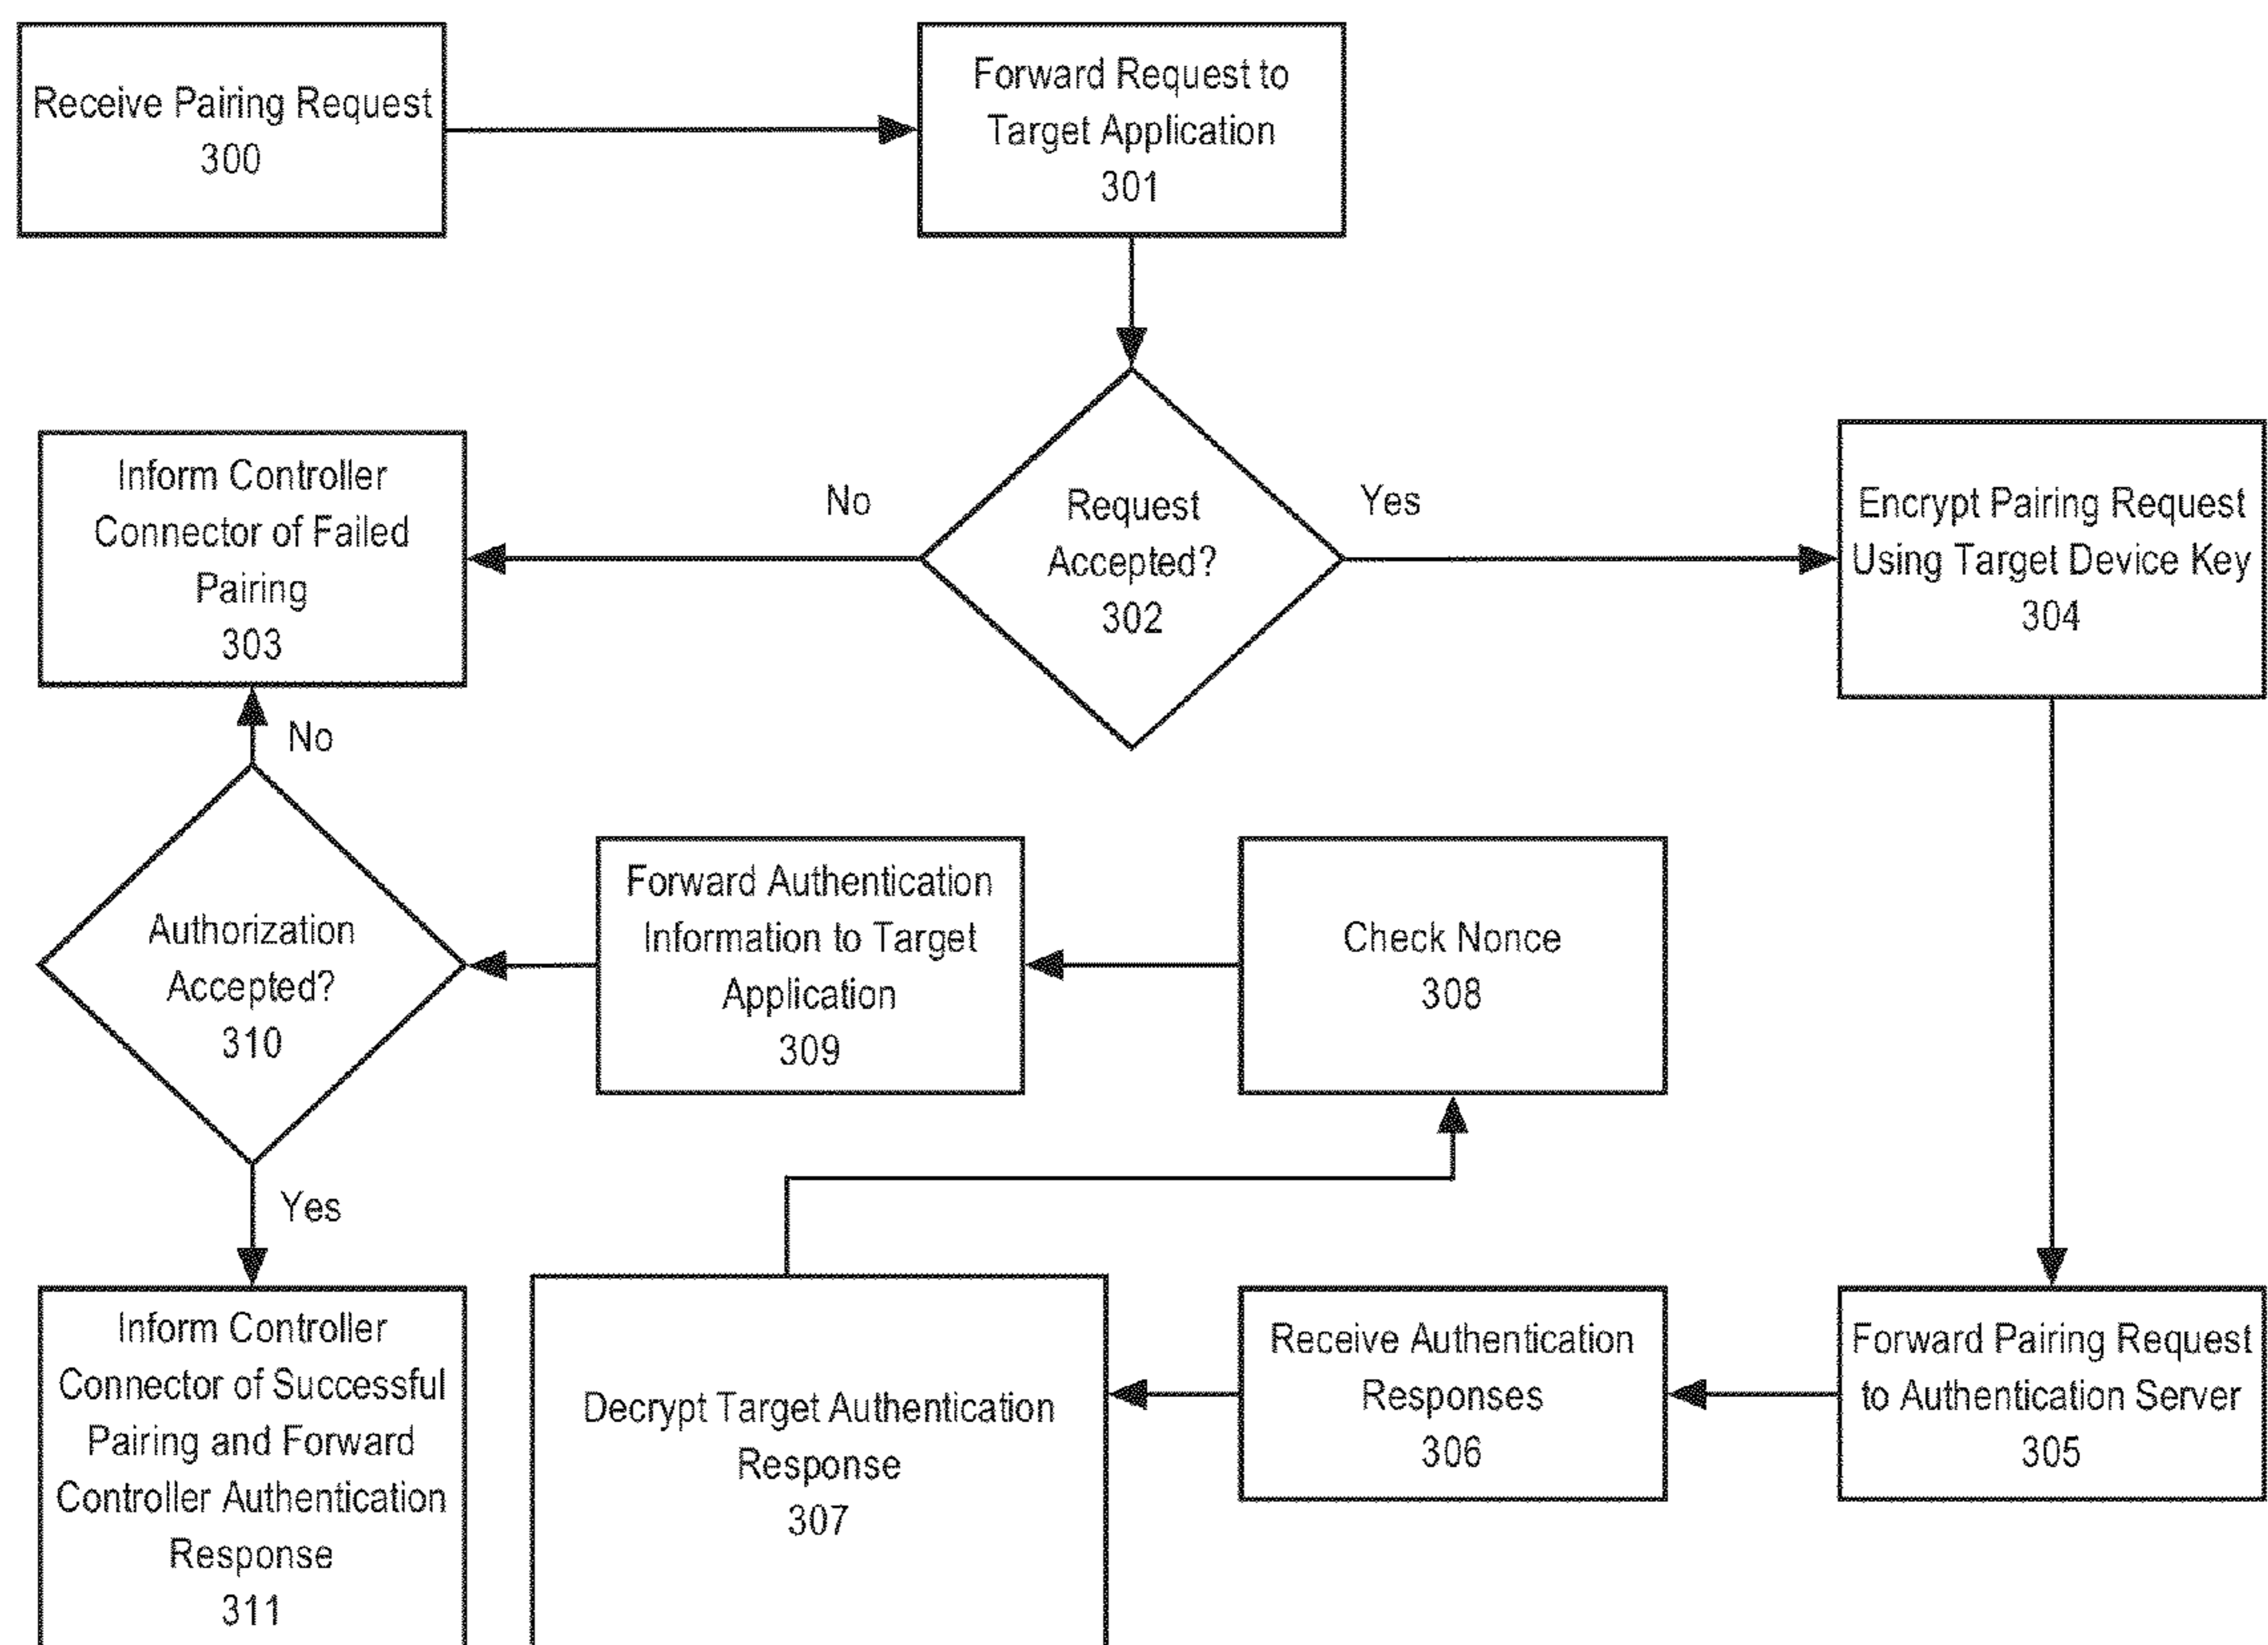 Receive Pairing Request
300
Forward Request to
Target Application
301
Inform Controller
Connector of Failed
Pairing
303
No
Request
Accepted?
302
Yes
Encrypt Pairing Request
Using Target Device Key
304
No
Authorization
Accepted?
310
Forward Authentication
Information to Target
Application
309
Check Nonce
308
Yes
Inform Controller
Connector of Successful
Pairing and Forward
Controller Authentication
Response
311
Decrypt Target Authentication
Response
307
Receive Authentication
Responses
306
Forward Pairing Request
to Authentication Server
305